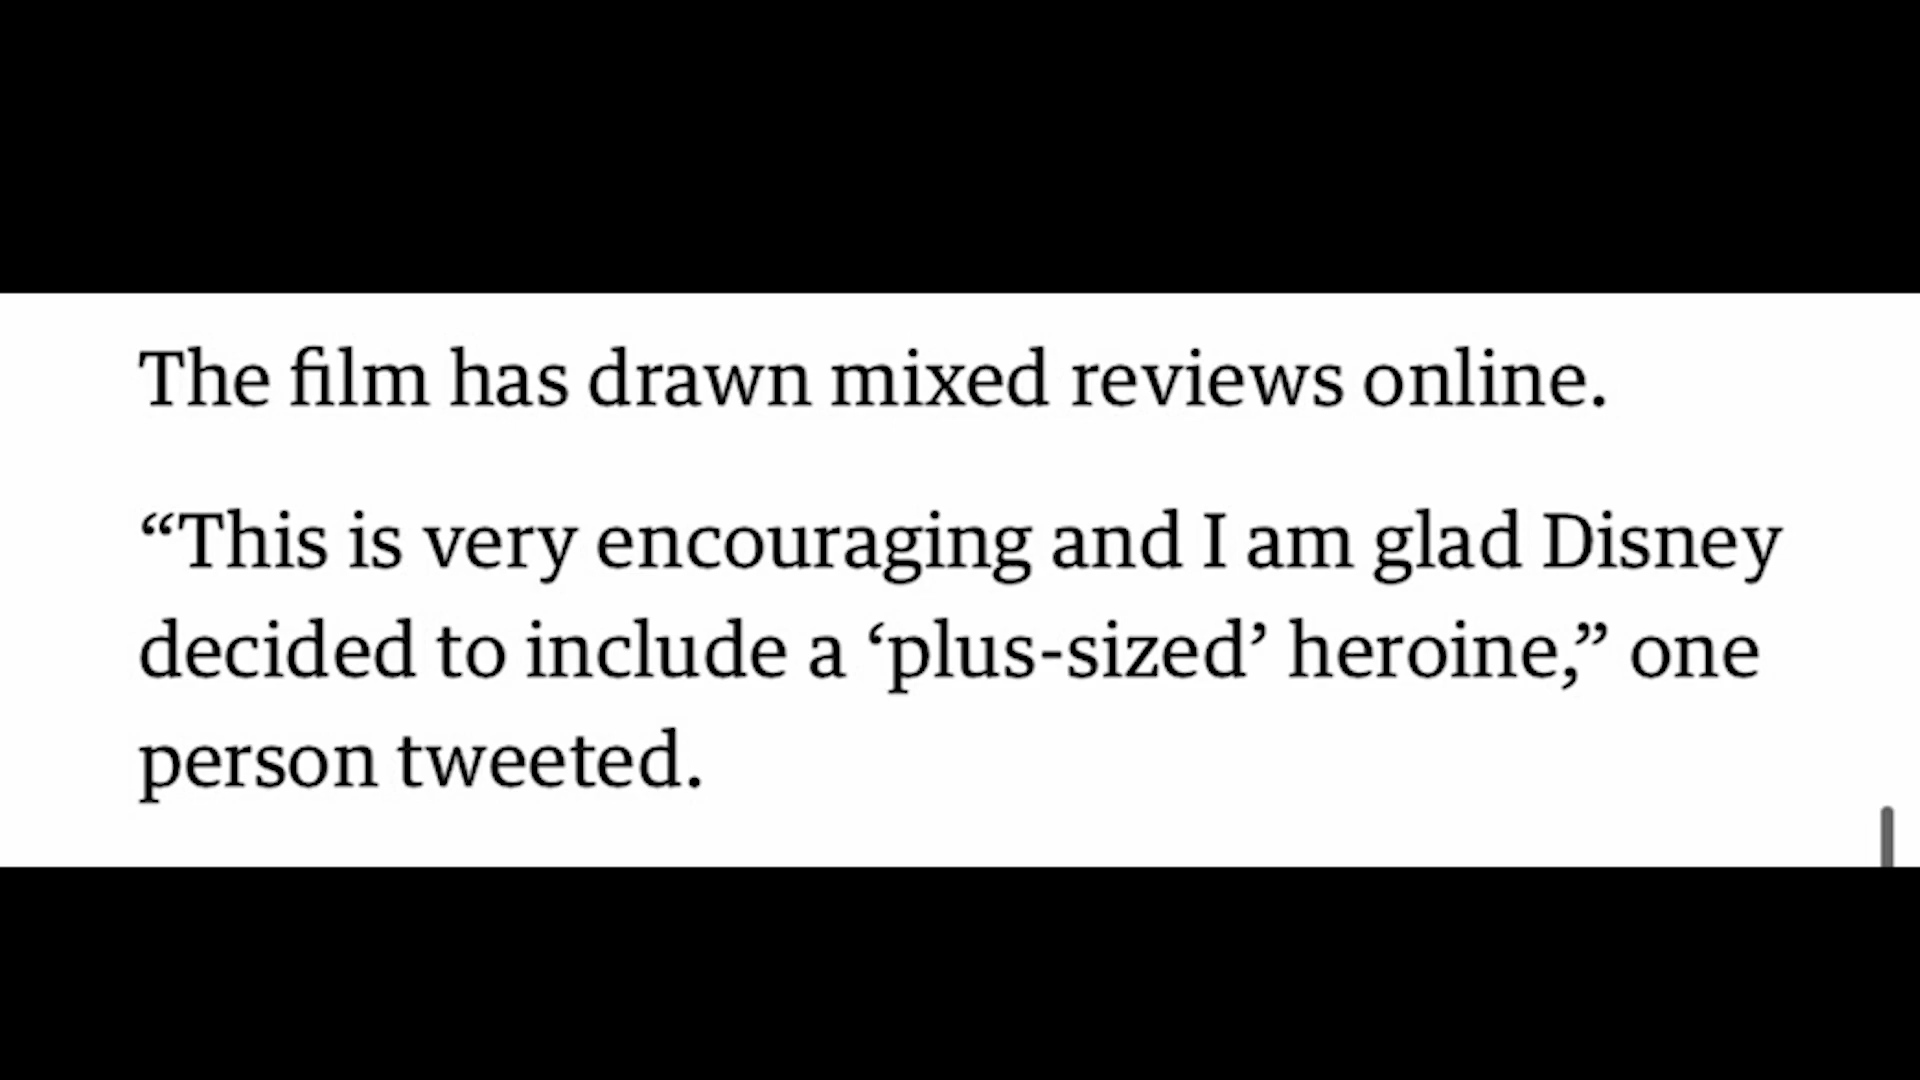 The film has drawn mixed reviews online.
“This is very encouraging and I am glad Disney
decided to include a ‘plus-sized’ heroine,” one
person tweeted.